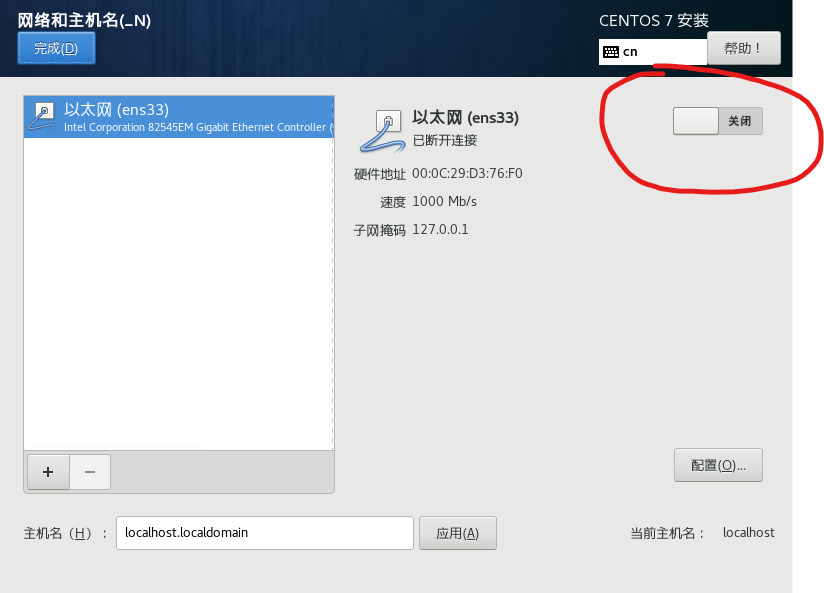 网络和主机名(_N)
CENTOS 7 安装
完成(D)
cn
帮助！
以太网 (ens33)
Intel Corporation 82545EM Gigabit Ethernet Controller (
以太网 (ens33)
已断开连接
关闭
硬件地址 00:0C:29:D3:76:F0
速度 1000 Mb/s
子网掩码 127.0.0.1
+ −
配置(O)...
主机名（H）： localhost.localdomain 应用(A) 当前主机名： localhost